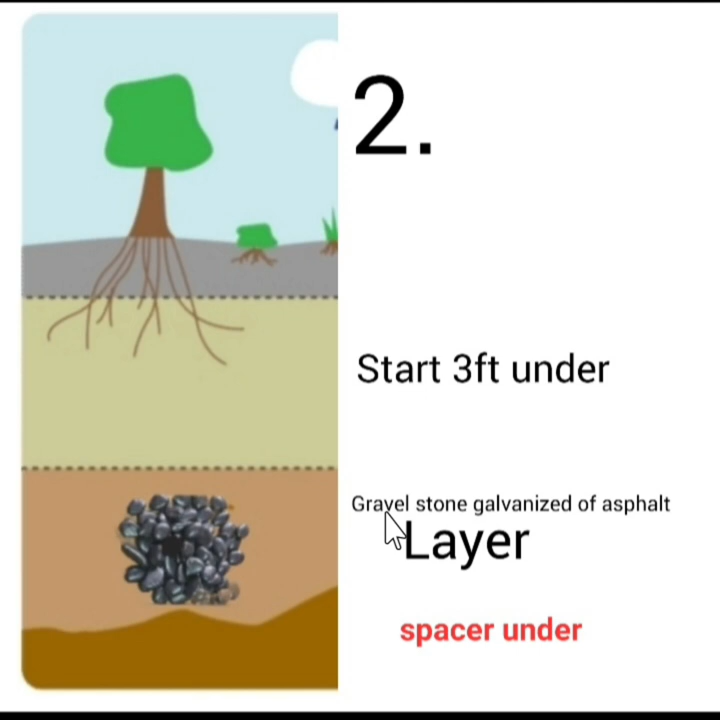 2.
Start 3ft under
Gravel stone galvanized of asphalt
Layer
spacer under